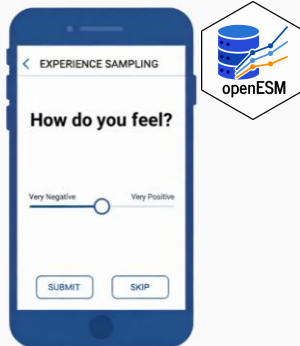 EXPERIENCE SAMPLING
openESM
How do you feel?
Very Negative
Very Positive
SUBMIT
SKIP